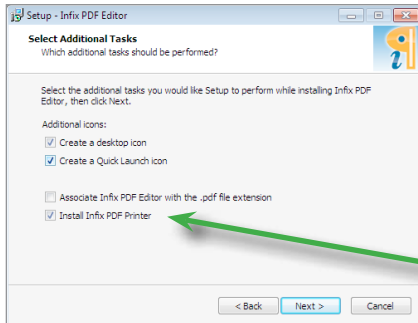 Setup - Infix PDF Editor
Select Additional Tasks
Which additional tasks should be performed?
Select the additional tasks you would like Setup to perform while installing Infix PDF
Editor, then click Next.
Additional icons:
Create a desktop icon
Create a Quick Launch icon
Associate Infix PDF Editor with the .pdf file extension
Install Infix PDF Printer
< Back
Next >
Cancel